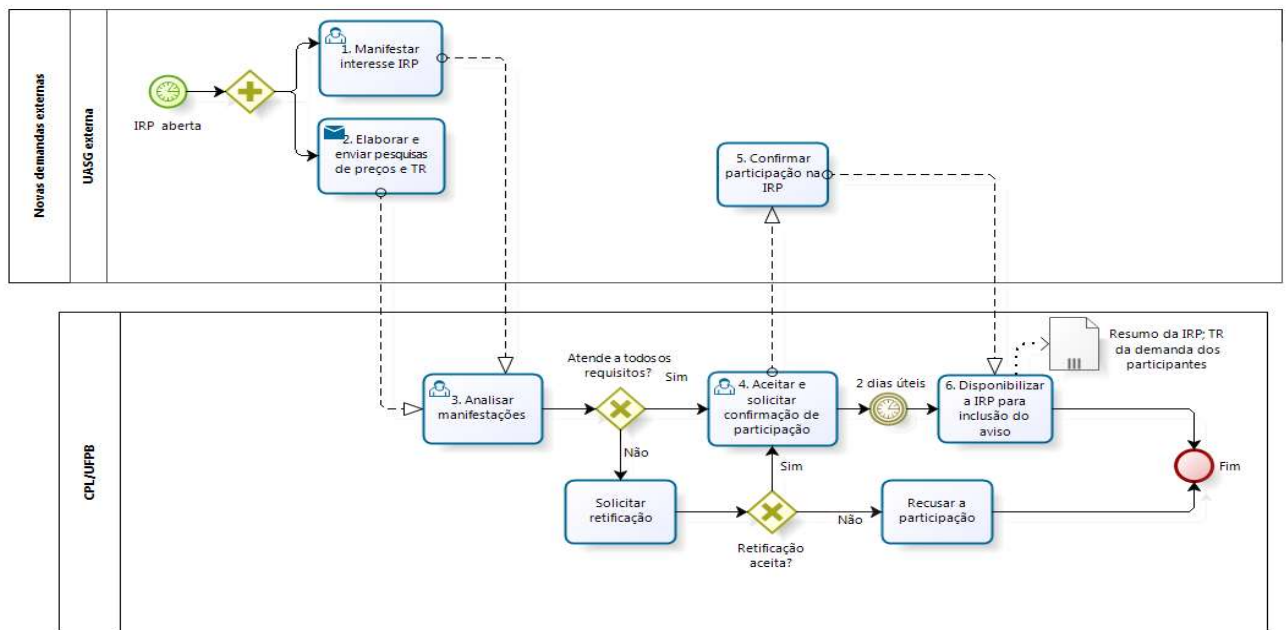 Novas demandas externas
UASG externa
IRP aberta
1. Manifestar
interesse IRP
2. Elaborar e
enviar pesquisas
de preços e TR
5. Confirmar
participação na
IRP
CPL/UFPB
3. Analisar
manifestações
Atende a todos os
requisitos?
Sim
Não
4. Aceitar e
solicitar
confirmação de
participação
2 dias úteis
6. Disponibilizar
a IRP para
inclusão do
aviso
Resumo da IRP; TR
da demanda dos
participantes
Solicitar
retificação
Sim
Não
Retificação
aceita?
Recusar a
participação
Fim